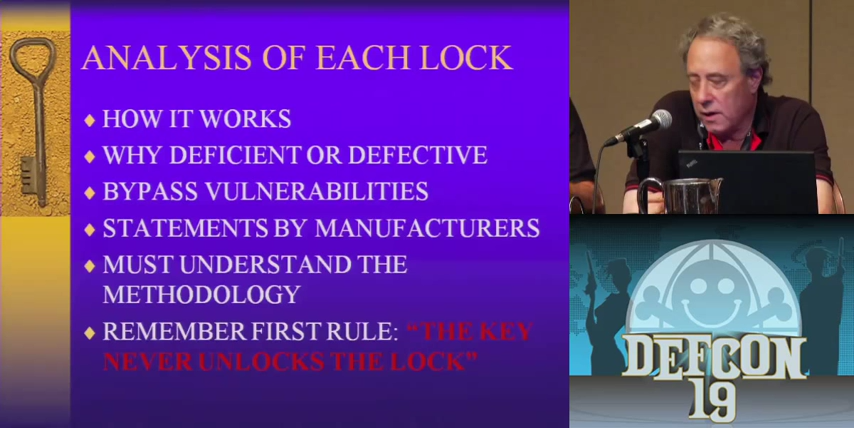 ANALYSIS OF EACH LOCK
HOW IT WORKS
WHY DEFICIENT OR DEFECTIVE
BYPASS VULNERABILITIES
STATEMENTS BY MANUFACTURERS
MUST UNDERSTAND THE
METHODOLOGY
REMEMBER FIRST RULE: “THE KEY
NEVER UNLOCKS THE LOCK”
DEFCON
19